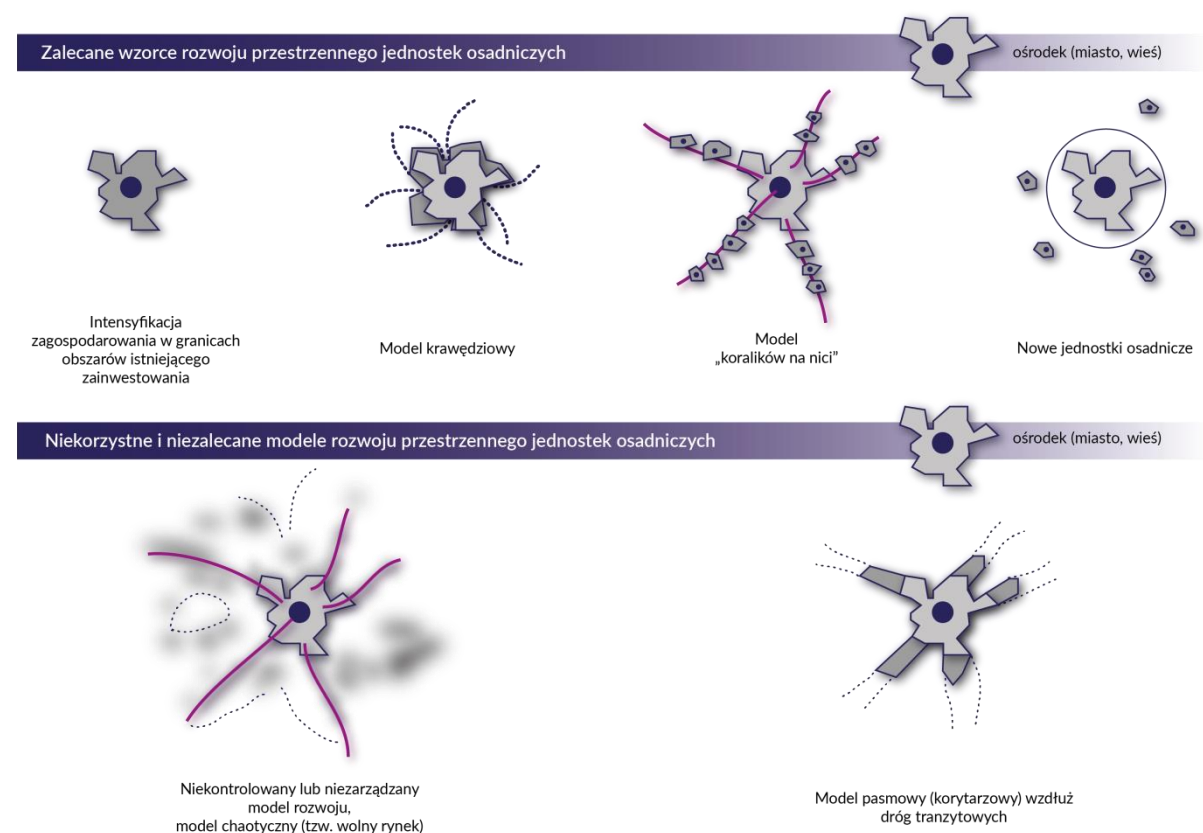 Zalecane wzorce rozwoju przestrzennego jednostek osadniczych
ośrodek (miasto, wieś)
Intensyfikacja
zagospodarowania w granicach
obszarów istniejącego
zainwestowania
Model krawędziowy
Model
„koralików na nici”
Nowe jednostki osadnicze
Niekorzystne i niezalecane modele rozwoju przestrzennego jednostek osadniczych
ośrodek (miasto, wieś)
Niekontrolowany lub niezarządzany
model rozwoju,
model chaotyczny (tzw. wolny rynek)
Model pasmowy (korytarzowy) wzdłuż
dróg tranzytowych